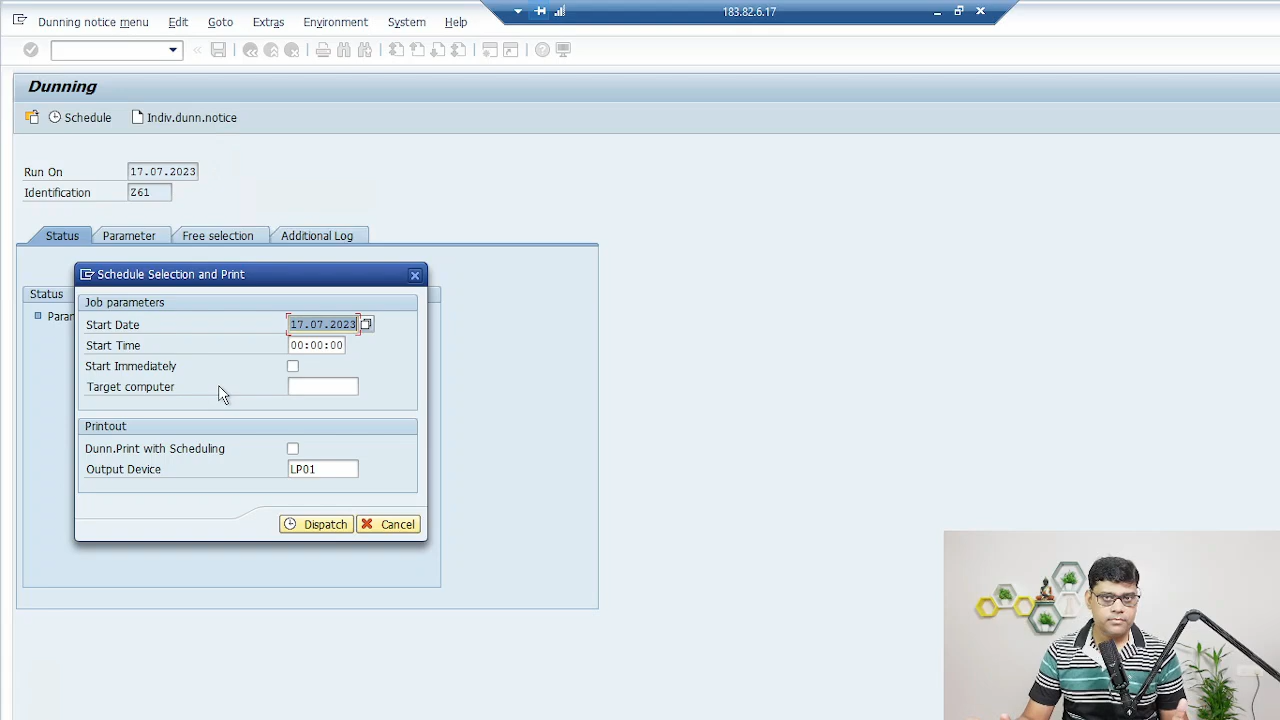 Dunning notice menu Edit Goto Extras Environment System Help
183.82.6.17
Dunning
Schedule Indiv.dunn.notice
Run On 17.07.2023
Identification Z61
Status Parameter Free selection Additional Log
Schedule Selection and Print
Status
Job parameters
Param
Start Date 17.07.2023
Start Time 00:00:00
Start Immediately
Target computer
Printout
Dunn.Print with Scheduling
Output Device LP01
Dispatch Cancel